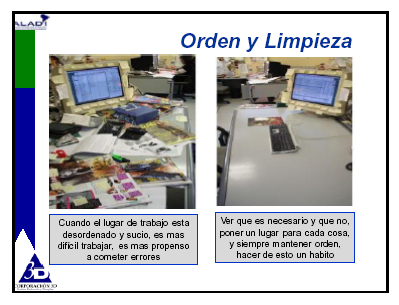 ALADI
Orden y Limpieza
Cuando el lugar de trabajo esta
desordenado y sucio, es mas
dificil trabajar, es mas propenso
a cometer errores
Ver que es necesario y que no,
poner un lugar para cada cosa,
y siempre mantener orden,
hacer de esto un habito
3D
CORPORACIÓN 3D